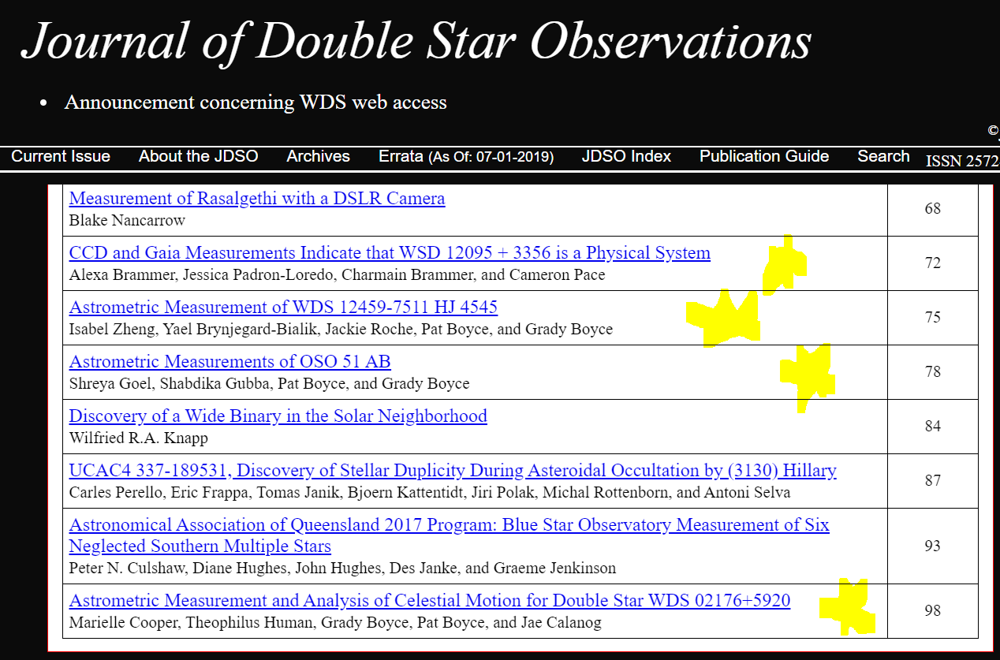 Journal of Double Star Observations
• Announcement concerning WDS web access
©
Current Issue About the JDSO Archives Errata (As Of: 07-01-2019) JDSO Index Publication Guide Search ISSN 2572
Measurement of Rasalgethi with a DSLR Camera
Blake Nancarrow
68
CCD and Gaia Measurements Indicate that WSD 12095 + 3356 is a Physical System
Alexa Brammer, Jessica Padron-Loredo, Charmain Brammer, and Cameron Pace
72
Astrometric Measurement of WDS 12459-7511 HJ 4545
Isabel Zheng, Yael Brynjegard-Bialik, Jackie Roche, Pat Boyce, and Grady Boyce
75
Astrometric Measurements of OSO 51 AB
Shreya Goel, Shabdika Gubba, Pat Boyce, and Grady Boyce
78
Discovery of a Wide Binary in the Solar Neighborhood
Wilfried R.A. Knapp
84
UCAC4 337-189531, Discovery of Stellar Duplicity During Asteroidal Occultation by (3130) Hillary
Carles Perello, Eric Frappa, Tomas Janik, Bjoern Kattentidt, Jiri Polak, Michal Rottenborn, and Antoni Selva
87
Astronomical Association of Queensland 2017 Program: Blue Star Observatory Measurement of Six
Neglected Southern Multiple Stars
Peter N. Culshaw, Diane Hughes, John Hughes, Des Janke, and Graeme Jenkinson
93
Astrometric Measurement and Analysis of Celestial Motion for Double Star WDS 02176+5920
Marielle Cooper, Theophilus Human, Grady Boyce, Pat Boyce, and Jae Calanog
98